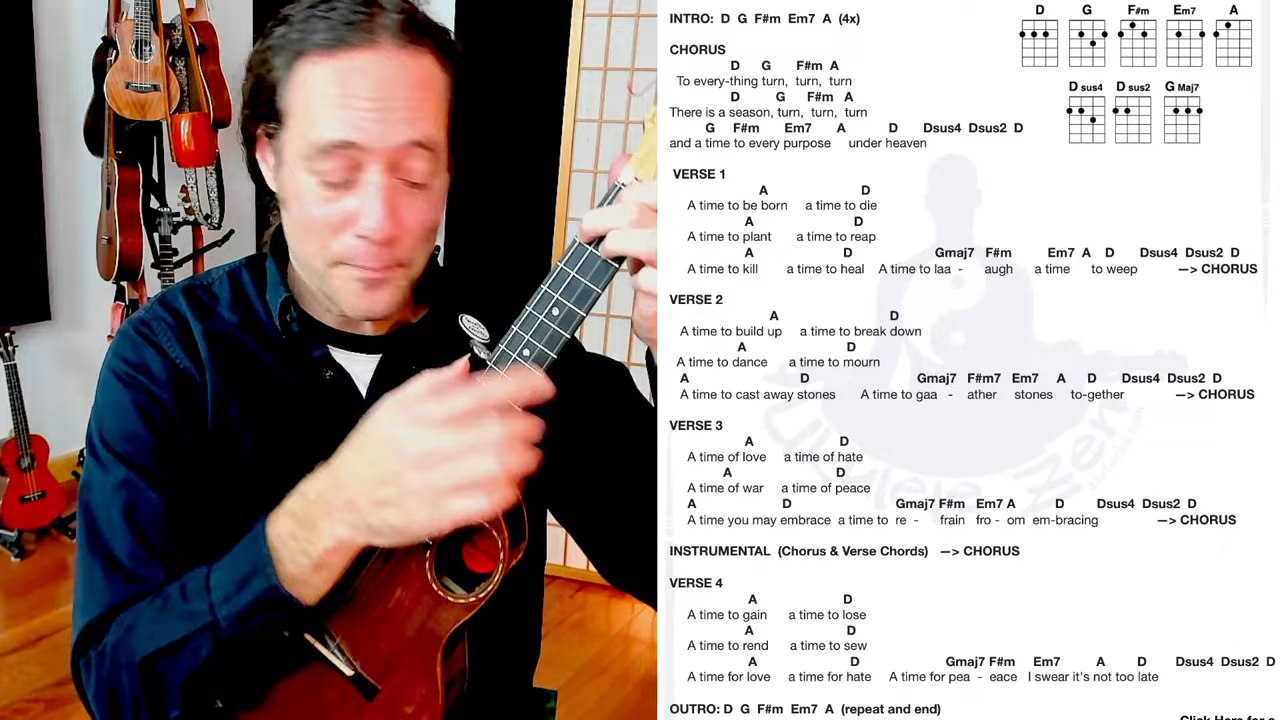 INTRO: D G F#m Em7 A (4x)
D G F#m Em7 A
CHORUS
D G F#m A
To every-thing turn, turn, turn
D sus4 D sus2 G Maj7
D G F#m A
There is a season, turn, turn, turn
G F#m Em7 A D Dsus4 Dsus2 D
and a time to every purpose under heaven
VERSE 1
A D
A time to be born a time to die
A D
A time to plant a time to reap
A D Gmaj7 F#m Em7 A D Dsus4 Dsus2 D
A time to kill a time to heal A time to laa - augh a time to weep —> CHORUS
VERSE 2
A D
A time to build up a time to break down
A D
A time to dance a time to mourn
A D Gmaj7 F#m7 Em7 A D Dsus4 Dsus2 D
A time to cast away stones A time to gaa - ather stones to-gether —> CHORUS
VERSE 3
A D
A time of love a time of hate
A D
A time of war a time of peace
A D Gmaj7 F#m Em7 A D Dsus4 Dsus2 D
A time you may embrace a time to re - frain fro - om em-bracing —> CHORUS
INSTRUMENTAL (Chorus & Verse Chords) —> CHORUS
VERSE 4
A D
A time to gain a time to lose
A D
A time to rend a time to sew
A D Gmaj7 F#m Em7 A D Dsus4 Dsus2 D
A time for love a time for hate A time for pea - eace I swear it's not too late
OUTRO: D G F#m Em7 A (repeat and end)
Ukulele Zen